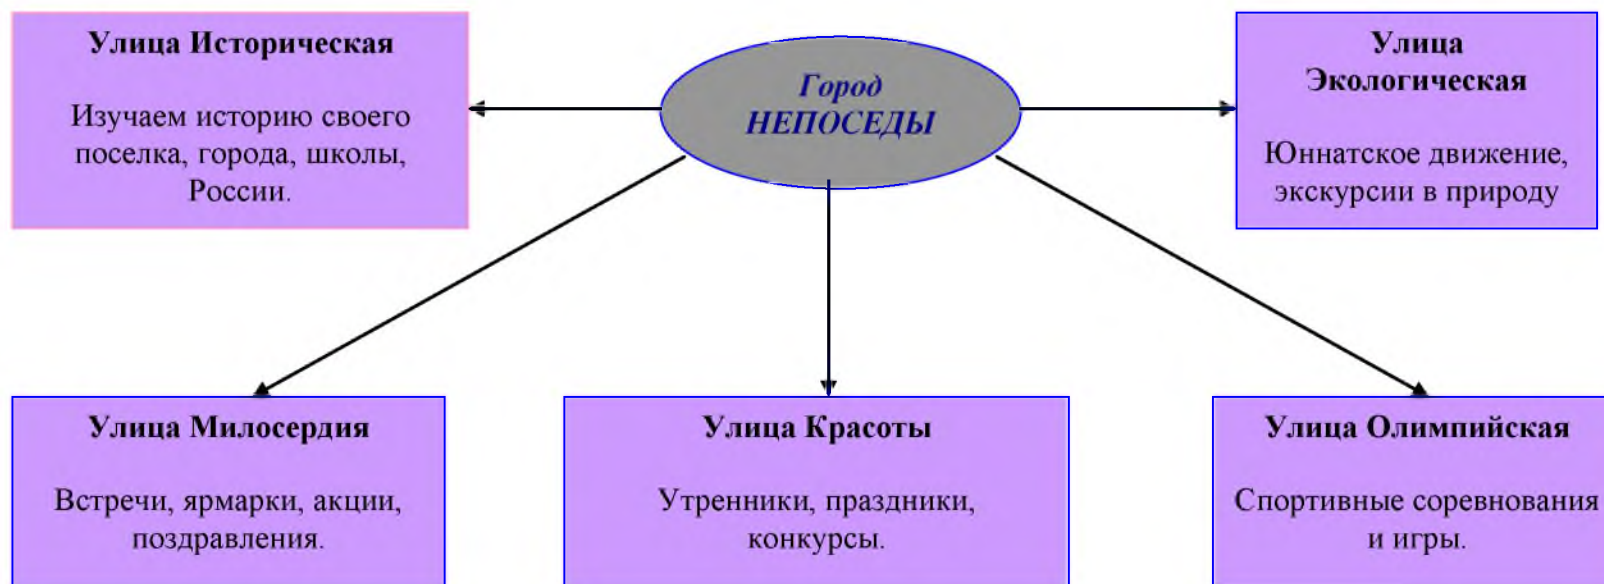 Улица Историческая
Изучаем историю своего
поселка, города, школы,
России.
Город
НЕПОСЕДЫ
Улица
Экологическая
Юннатское движение,
экскурсии в природу
Улица Милосердия
Встречи, ярмарки, акции,
поздравления.
Улица Красоты
Утренники, праздники,
конкурсы.
Улица Олимпийская
Спортивные соревнования
и игры.